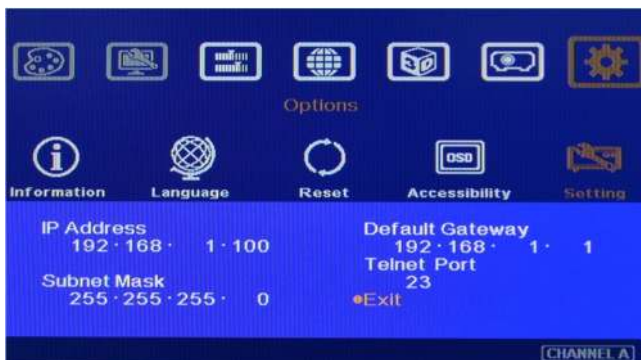 3D
Options
i
OSD
Information Language Reset Accessibility Setting
IP Address
192·168· 1·100
Default Gateway
192·168· 1· 1
Subnet Mask
255·255·255· 0
Telnet Port
23
Exit
CHANNEL A